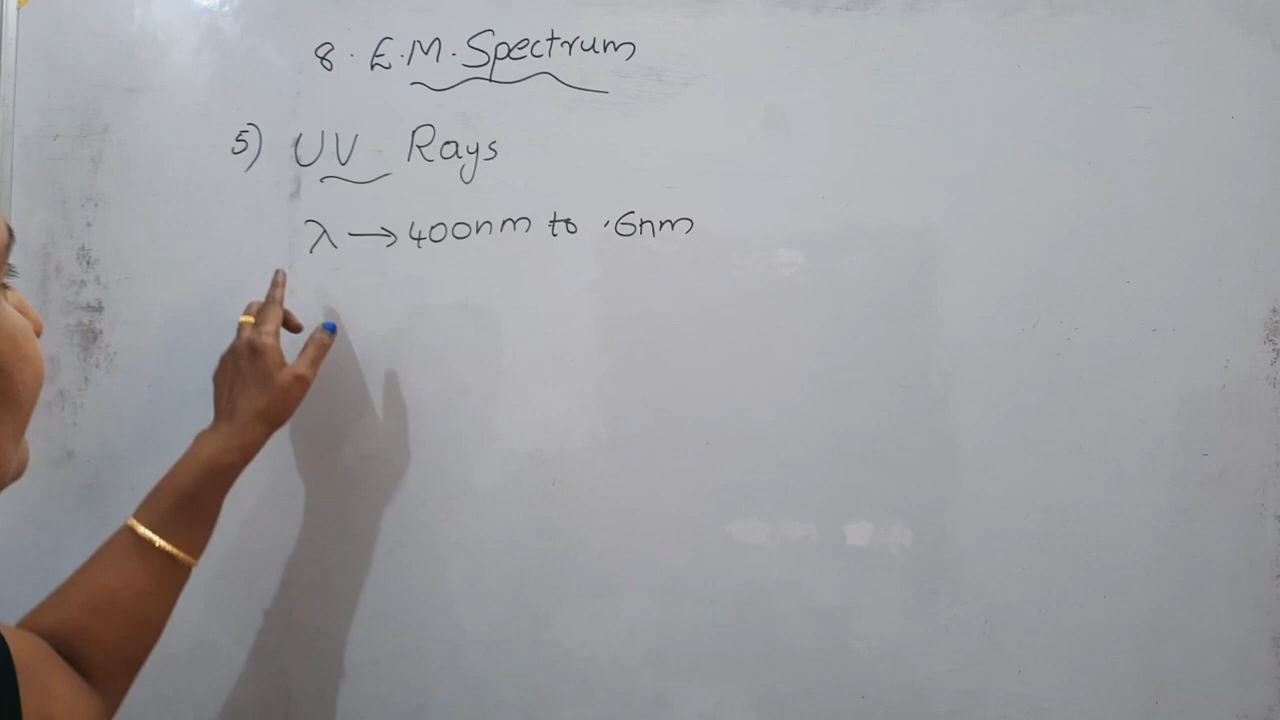 8. E.M. Spectrum
5) UV Rays
λ → 400nm to .6nm